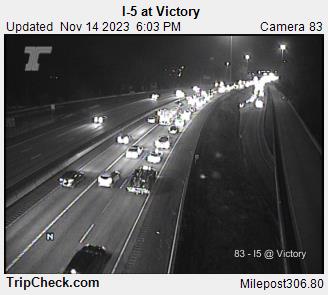 I-5 at Victory
Updated Nov 14 2023 6:03 PM Camera 83
T
N
83 - I5 @ Victory
TripCheck.com Milepost306.80